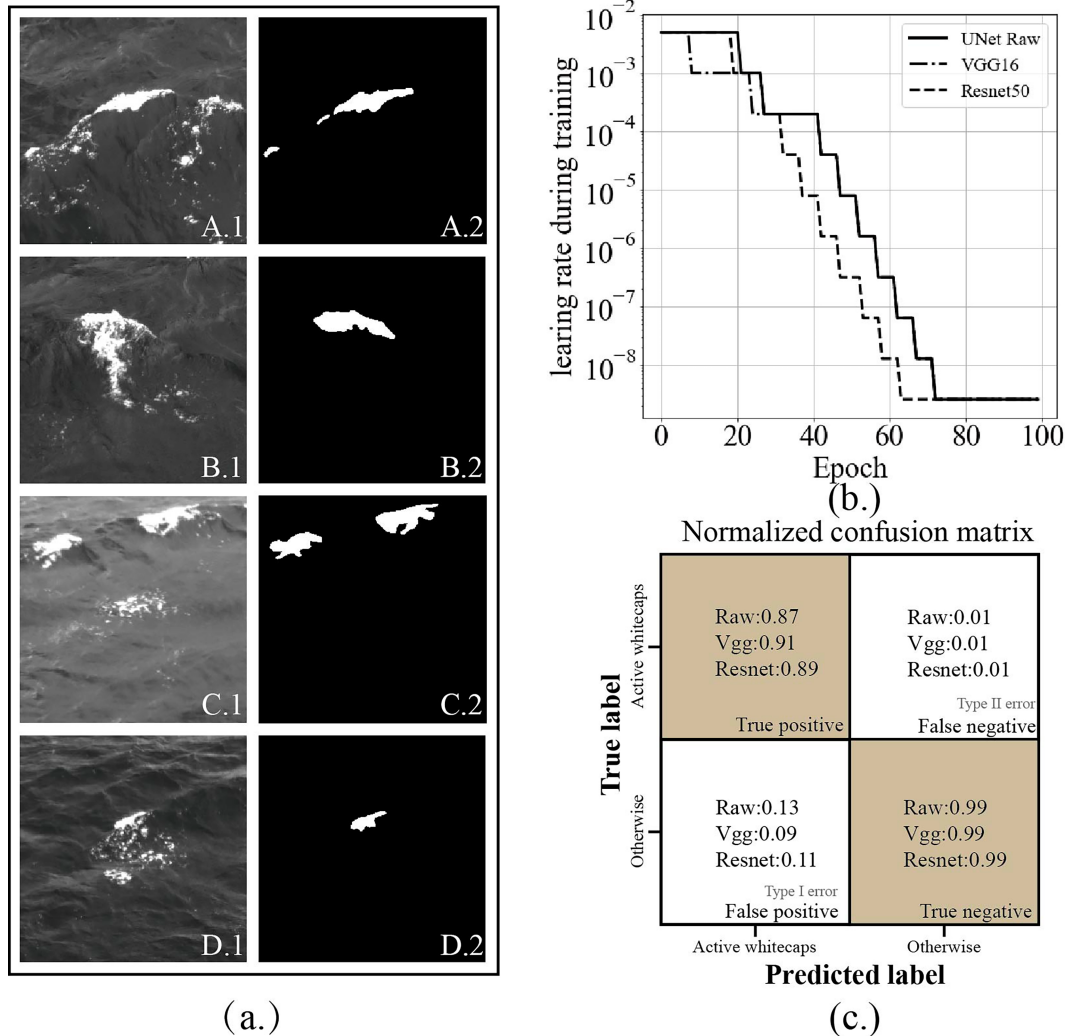 A.1
A.2
B.1
B.2
C.1
C.2
D.1
D.2
(a.)
10−2
10−3
10−4
10−5
10−6
10−7
10−8
learing rate during training
UNet Raw
VGG16
Resnet50
0 20 40 60 80 100
Epoch
(b.)
Normalized confusion matrix
True label
Active whitecaps
Otherwise
Raw:0.87
Vgg:0.91
Resnet:0.89
True positive
Raw:0.01
Vgg:0.01
Resnet:0.01
Type II error
False negative
Raw:0.13
Vgg:0.09
Resnet:0.11
Type I error
False positive
Raw:0.99
Vgg:0.99
Resnet:0.99
True negative
Active whitecaps
Otherwise
Predicted label
(c.)